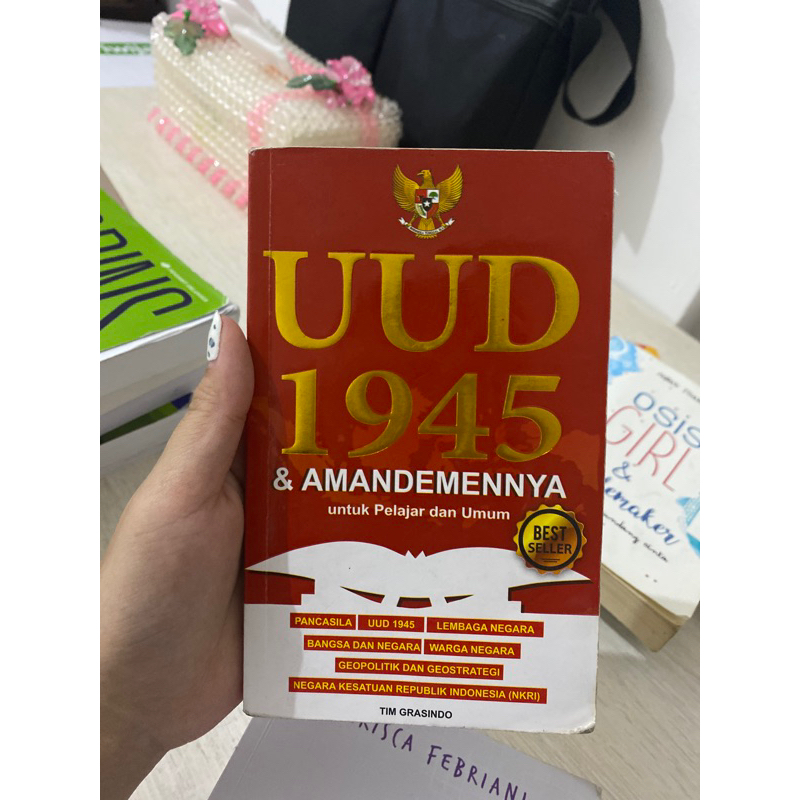 UUD
1945
& AMANDEMENNYA
untuk Pelajar dan Umum
BEST
SELLER
PANCASILA UUD 1945 LEMBAGA NEGARA
BANGSA DAN NEGARA WARGA NEGARA
GEOPOLITIK DAN GEOSTRATEGI
NEGARA KESATUAN REPUBLIK INDONESIA (NKRI)
TIM GRASINDO
OSIS
GIRL
&
RISCA FEBRIANI